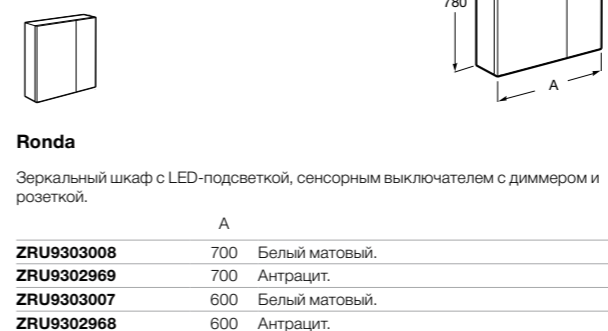 780
A
Ronda
Зеркальный шкаф с LED-подсветкой, сенсорным выключателем с диммером и
розеткой.
A
ZRU9303008 700 Белый матовый.
ZRU9302969 700 Антрацит.
ZRU9303007 600 Белый матовый.
ZRU9302968 600 Антрацит.